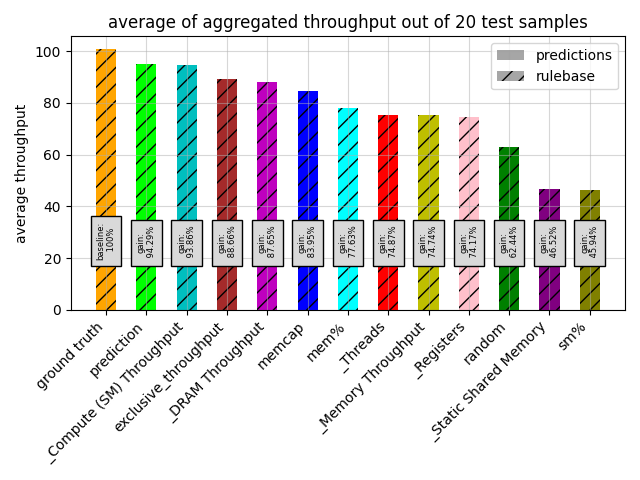 average of aggregated throughput out of 20 test samples
predictions
rulebase
average throughput
100
80
60
40
20
0
baseline:
100%
gain:
94.29%
gain:
93.86%
gain:
88.66%
gain:
87.65%
gain:
83.95%
gain:
77.63%
gain:
74.87%
gain:
74.74%
gain:
74.17%
gain:
62.44%
gain:
46.52%
gain:
45.94%
ground truth
prediction
_Compute (SM) Throughput
exclusive_throughput
_DRAM Throughput
memcap
mem%
_Threads
_Memory Throughput
_Registers
random
_Static Shared Memory
sm%